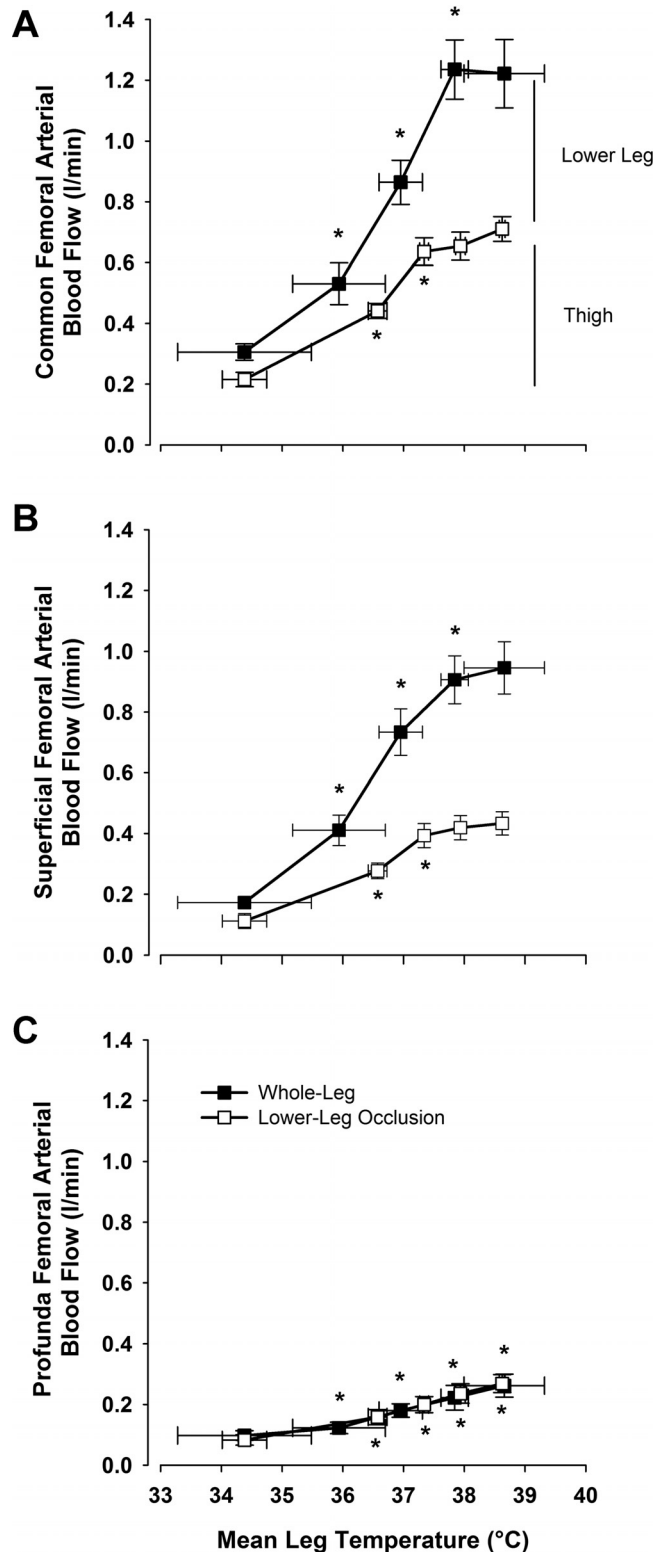 A
Common Femoral Arterial
Blood Flow (l/min)
1.4
1.2
1.0
0.8
0.6
0.4
0.2
0.0
*
*
*
*
*
Lower Leg
Thigh
B
Superficial Femoral Arterial
Blood Flow (l/min)
1.4
1.2
1.0
0.8
0.6
0.4
0.2
0.0
*
*
*
*
*
C
Profunda Femoral Arterial
Blood Flow (l/min)
1.4
1.2
1.0
0.8
0.6
0.4
0.2
0.0
Whole-Leg
Lower-Leg Occlusion
* * * *
* * * *
33 34 35 36 37 38 39 40
Mean Leg Temperature (°C)